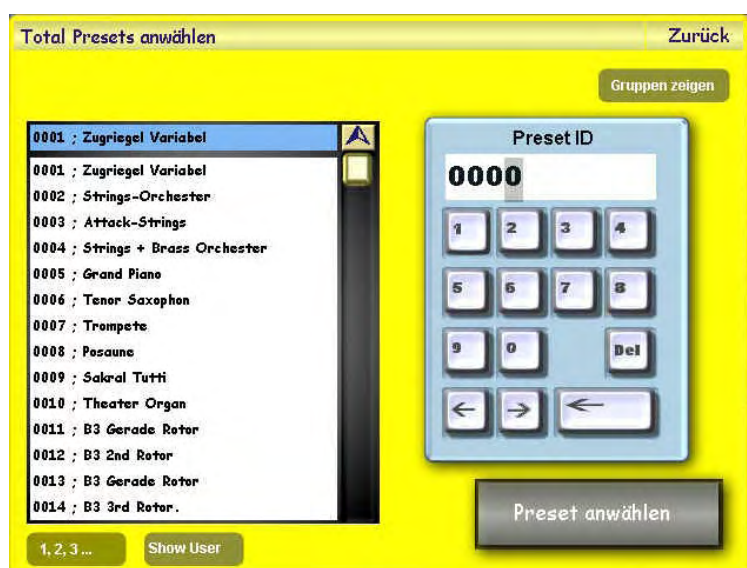 Total Presets anwählen
Zurück
Gruppen zeigen
0001 ; Zugriegel Variabel
0001 ; Zugriegel Variabel
0002 ; Strings-Orchester
0003 ; Attack-Strings
0004 ; Strings + Brass Orchester
0005 ; Grand Piano
0006 ; Tenor Saxophon
0007 ; Trompete
0008 ; Posaune
0009 ; Sakral Tutti
0010 ; Theater Organ
0011 ; B3 Gerade Rotor
0012 ; B3 2nd Rotor
0013 ; B3 Gerade Rotor
0014 ; B3 3rd Rotor.
1, 2, 3 ...
Show User
Preset ID
0000
1 2 3 4
5 6 7 8
9 0 Del
← → ←
Preset anwählen